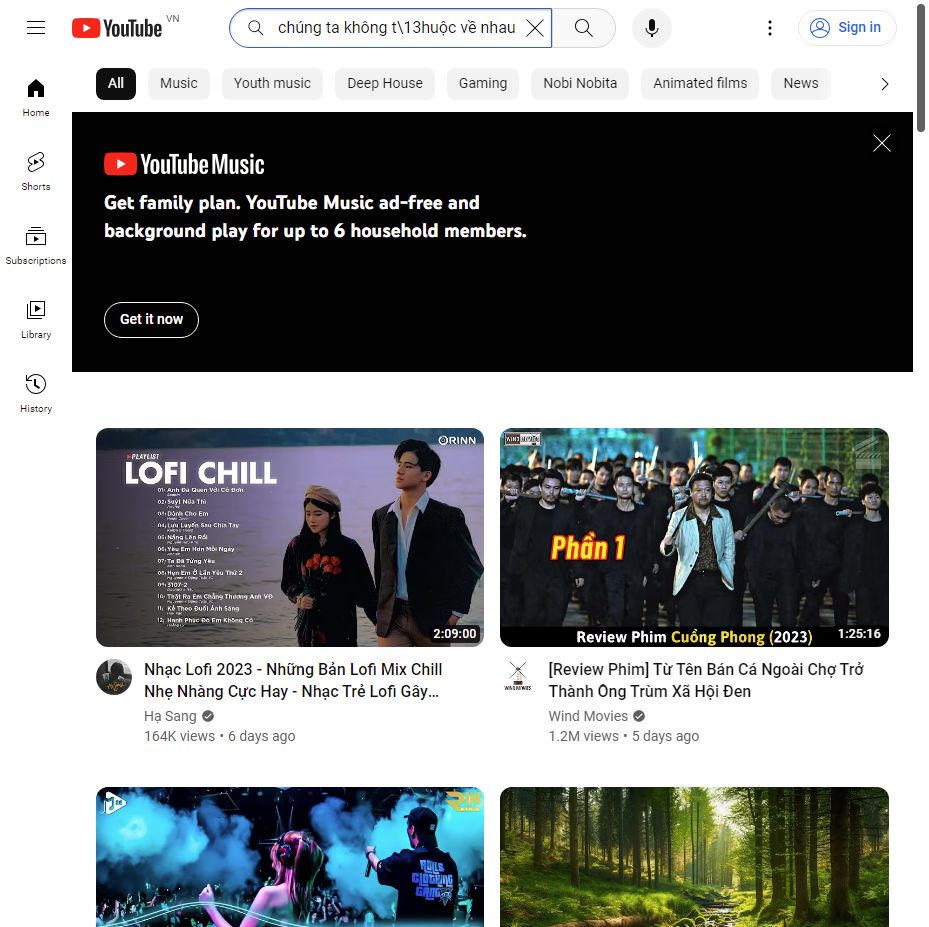 YouTube VN
chúng ta không t\13huộc về nhau
Sign in
All
Music
Youth music
Deep House
Gaming
Nobi Nobita
Animated films
News
Home
Shorts
Subscriptions
Library
History
YouTube Music
Get family plan. YouTube Music ad-free and
background play for up to 6 household members.
Get it now
ORINN
PLAYLIST
LOFI CHILL
01/ Anh Đã Quen Với Cô Đơn
02/ Suýt Nữa Thì
03/ Dành Cho Em
04/ Lưu Luyến Sau Chia Tay
05/ Nắng Lên Rồi
06/ Yêu Em Hơn Mỗi Ngày
07/ Ta Đã Từng Yêu
08/ Hẹn Em Ở Lần Yêu Thứ 2
09/ 3107-2
10/ Thật Ra Em Chẳng Thương Anh VĐ
11/ Kẻ Theo Đuổi Ánh Sáng
12/ Hạnh Phúc Đó Em Không Có
2:09:00
Nhạc Lofi 2023 - Những Bản Lofi Mix Chill
Nhẹ Nhàng Cực Hay - Nhạc Trẻ Lofi Gây...
Hạ Sang
164K views • 6 days ago
WIND MOVIES
Phần 1
Review Phim Cuồng Phong (2023)
1:25:16
WIND MOVIES
[Review Phim] Từ Tên Bán Cá Ngoài Chợ Trở
Thành Ông Trùm Xã Hội Đen
Wind Movies
1.2M views • 5 days ago
RIN
RAILS
CLOTHING
GANG